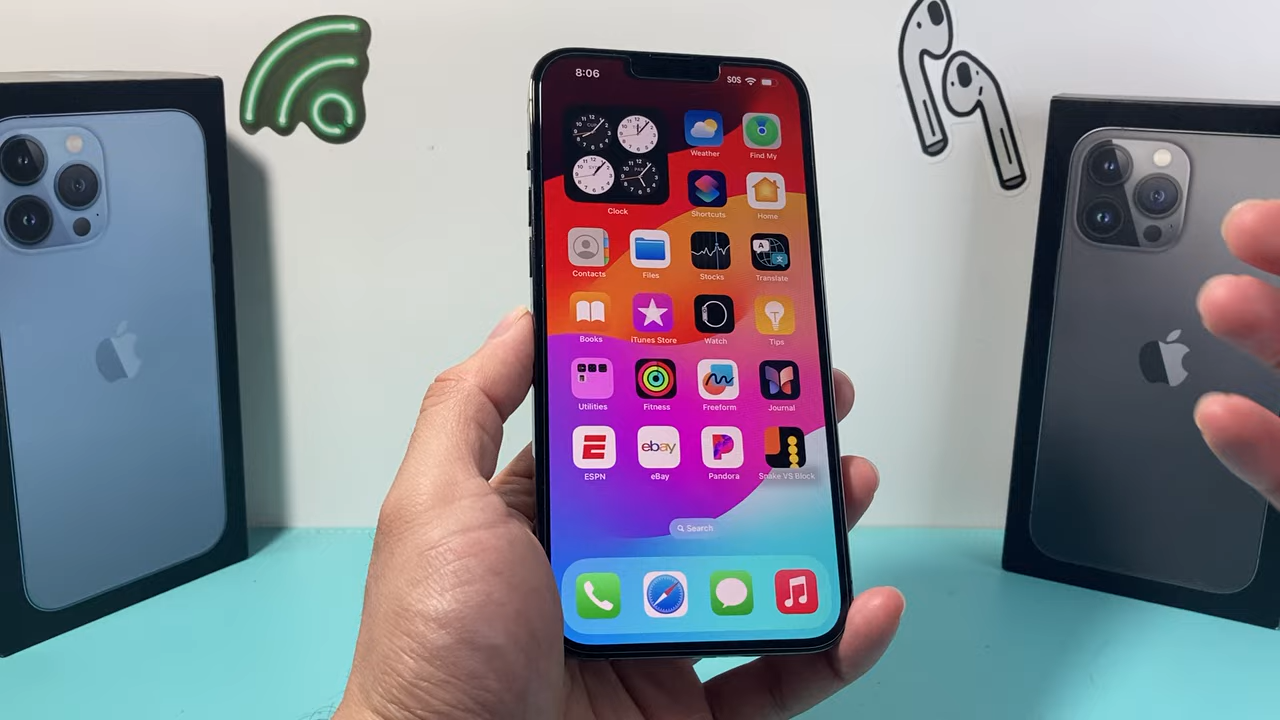 8:06
SOS
Weather
Find My
Clock
Shortcuts
Home
Contacts
Files
Stocks
Translate
Books
iTunes Store
Watch
Tips
Utilities
Fitness
Freeform
Journal
ebay
ESPN
eBay
Pandora
Snake VS Block
Search